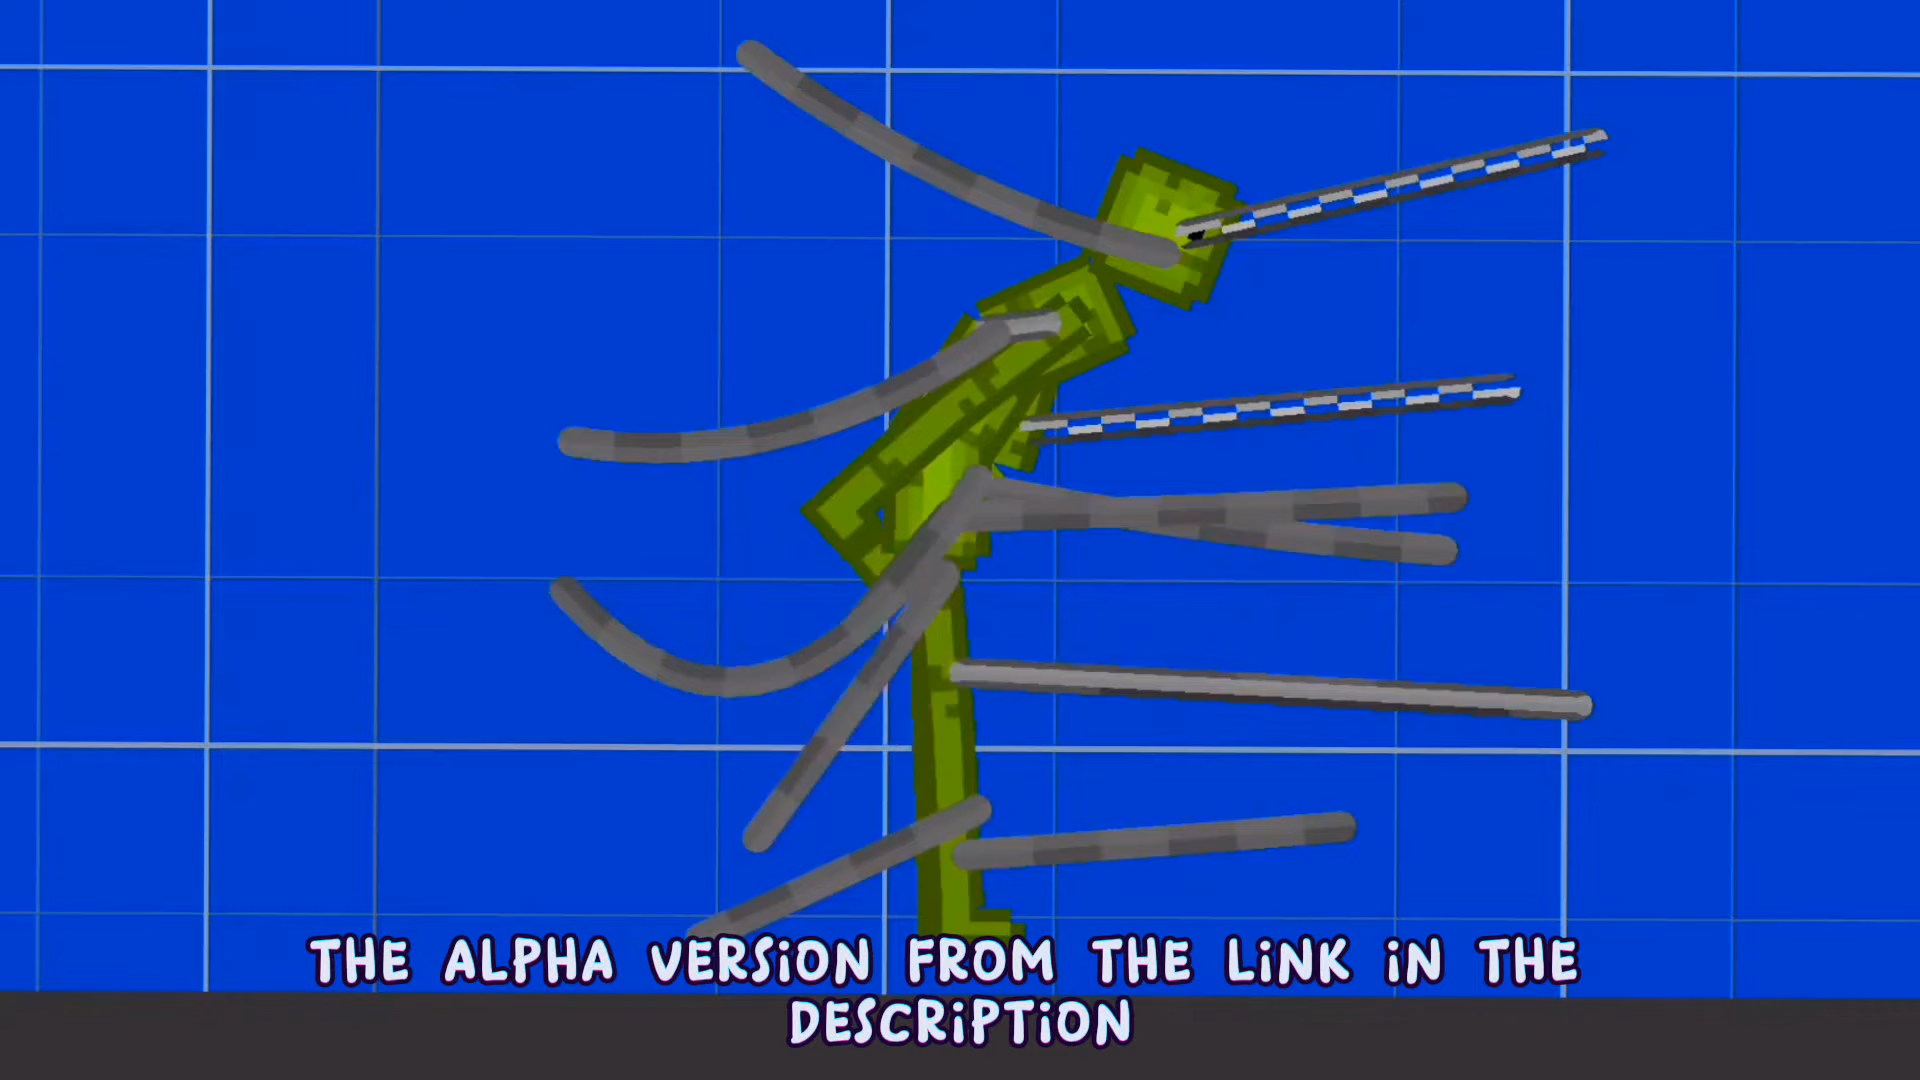 THE ALPHA VERSION FROM THE LINK IN THE
DESCRIPTION